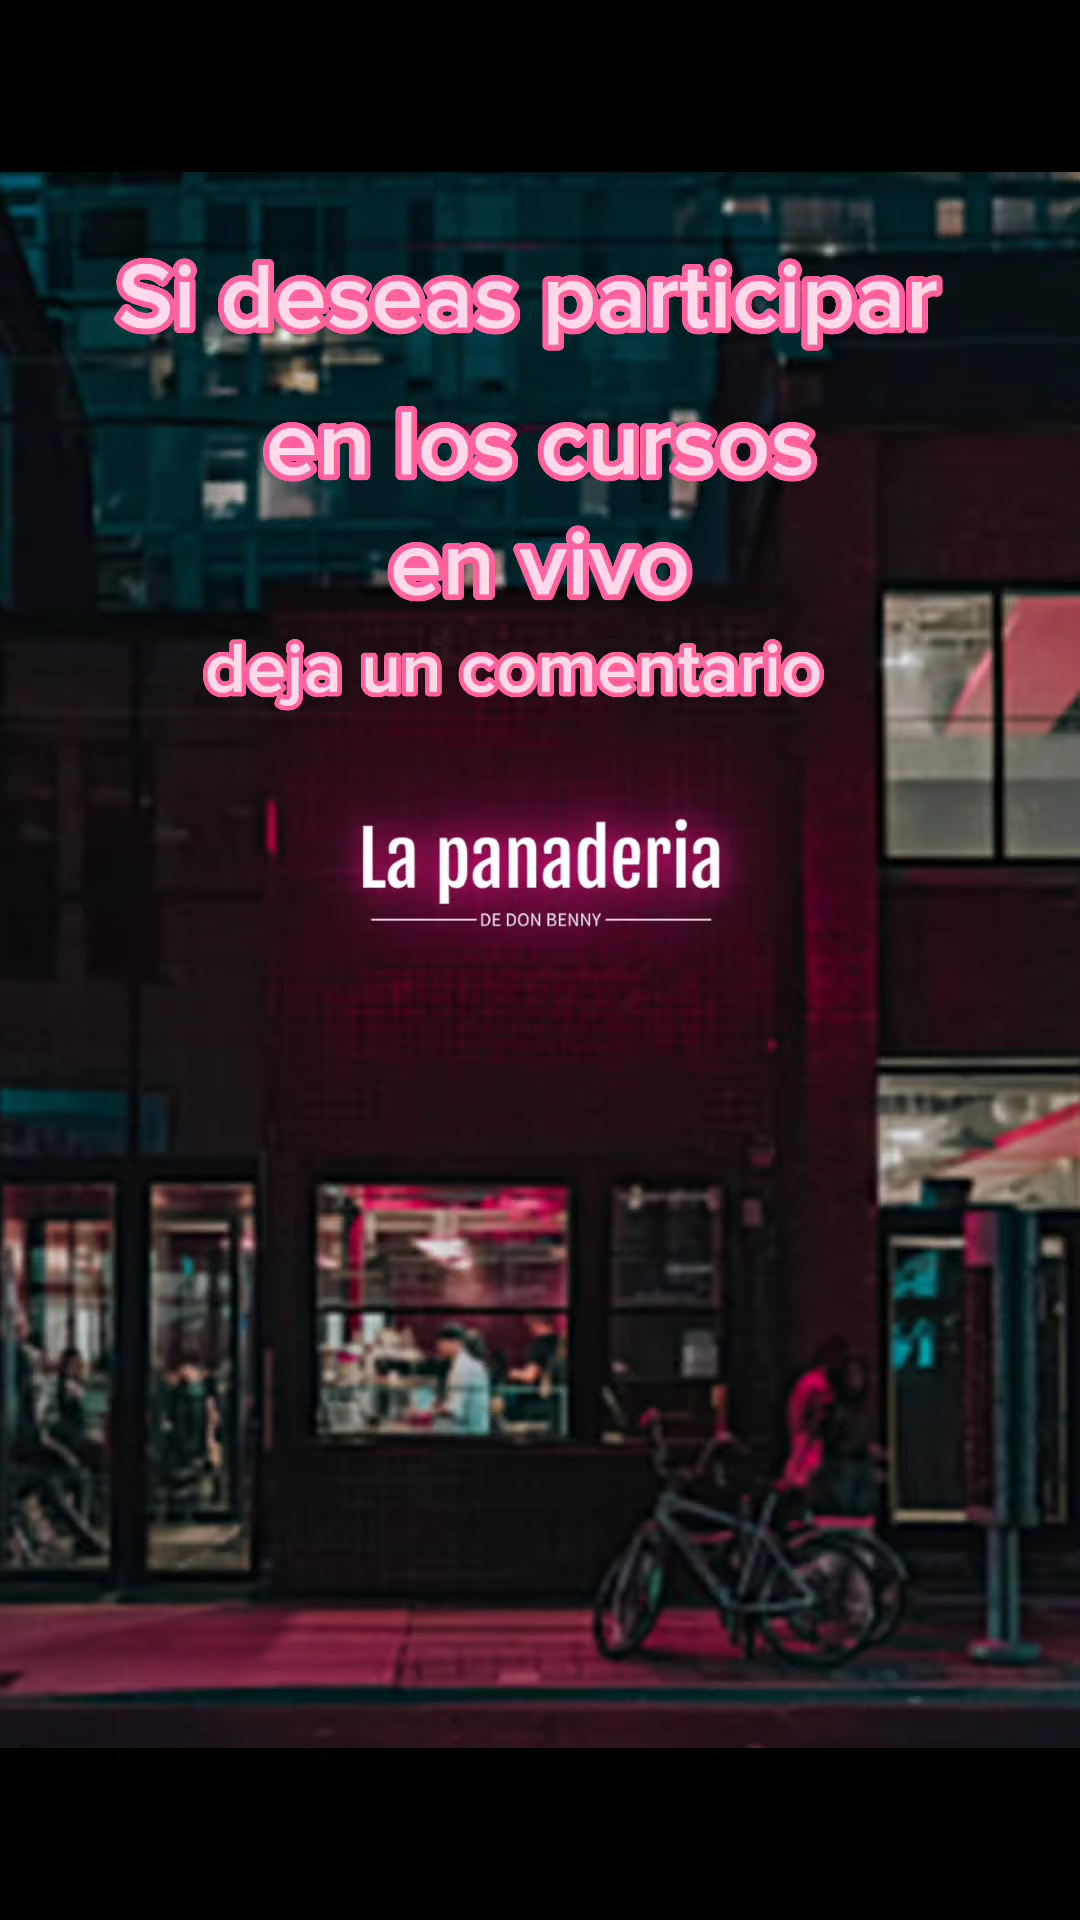 Si deseas participar
en los cursos
en vivo
deja un comentario
La panaderia
DE DON BENNY